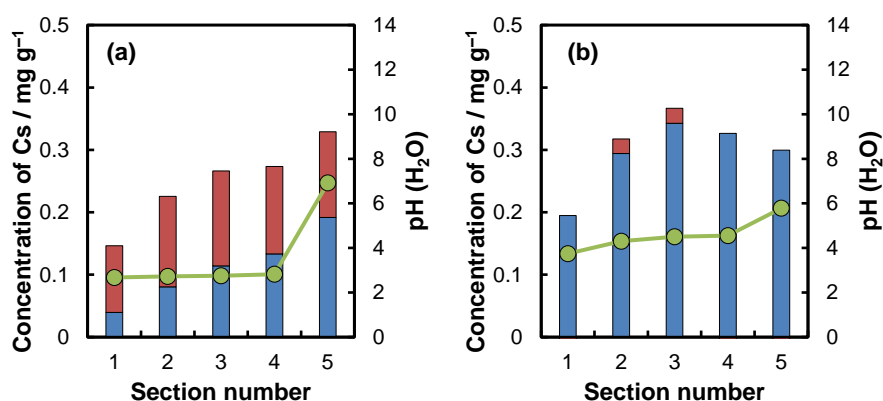 (a)
Concentration of Cs / mg g⁻¹
0.5
0.4
0.3
0.2
0.1
0
14
12
10
8
6
4
2
0
pH (H₂O)
1 2 3 4 5
Section number
(b)
Concentration of Cs / mg g⁻¹
0.5
0.4
0.3
0.2
0.1
0
14
12
10
8
6
4
2
0
pH (H₂O)
1 2 3 4 5
Section number